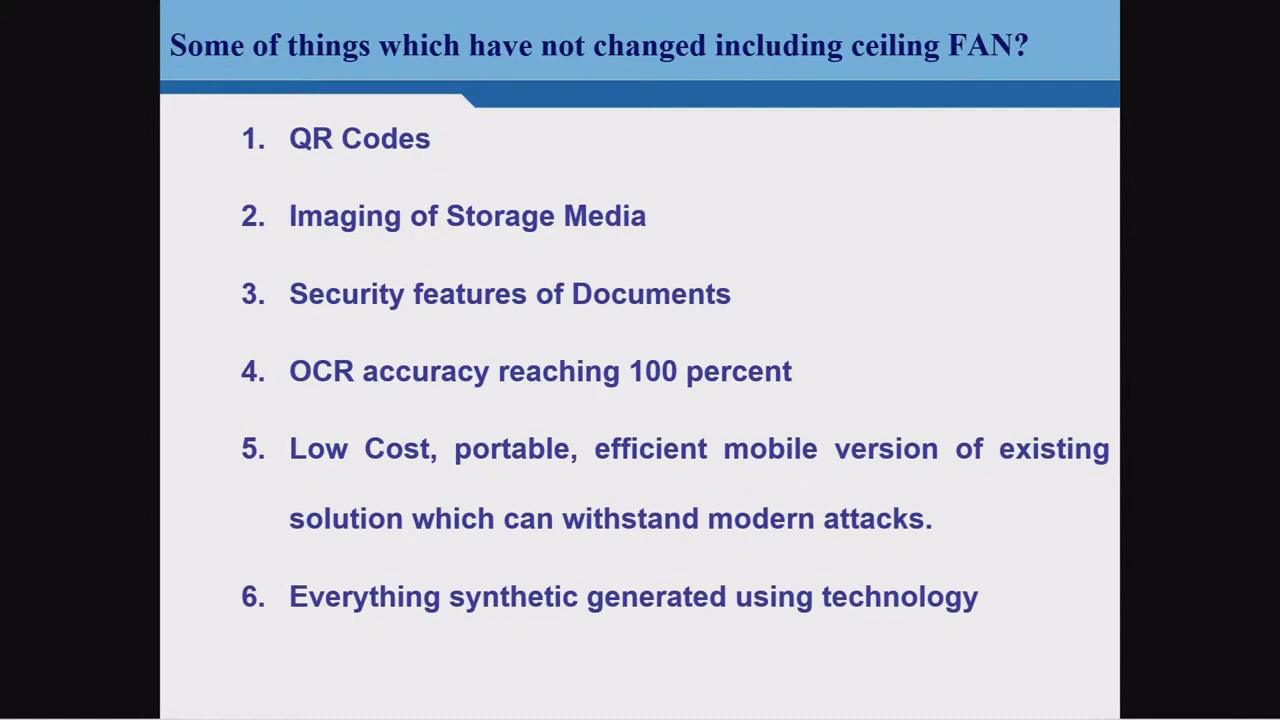 Some of things which have not changed including ceiling FAN?
1. QR Codes
2. Imaging of Storage Media
3. Security features of Documents
4. OCR accuracy reaching 100 percent
5. Low Cost, portable, efficient mobile version of existing
solution which can withstand modern attacks.
6. Everything synthetic generated using technology